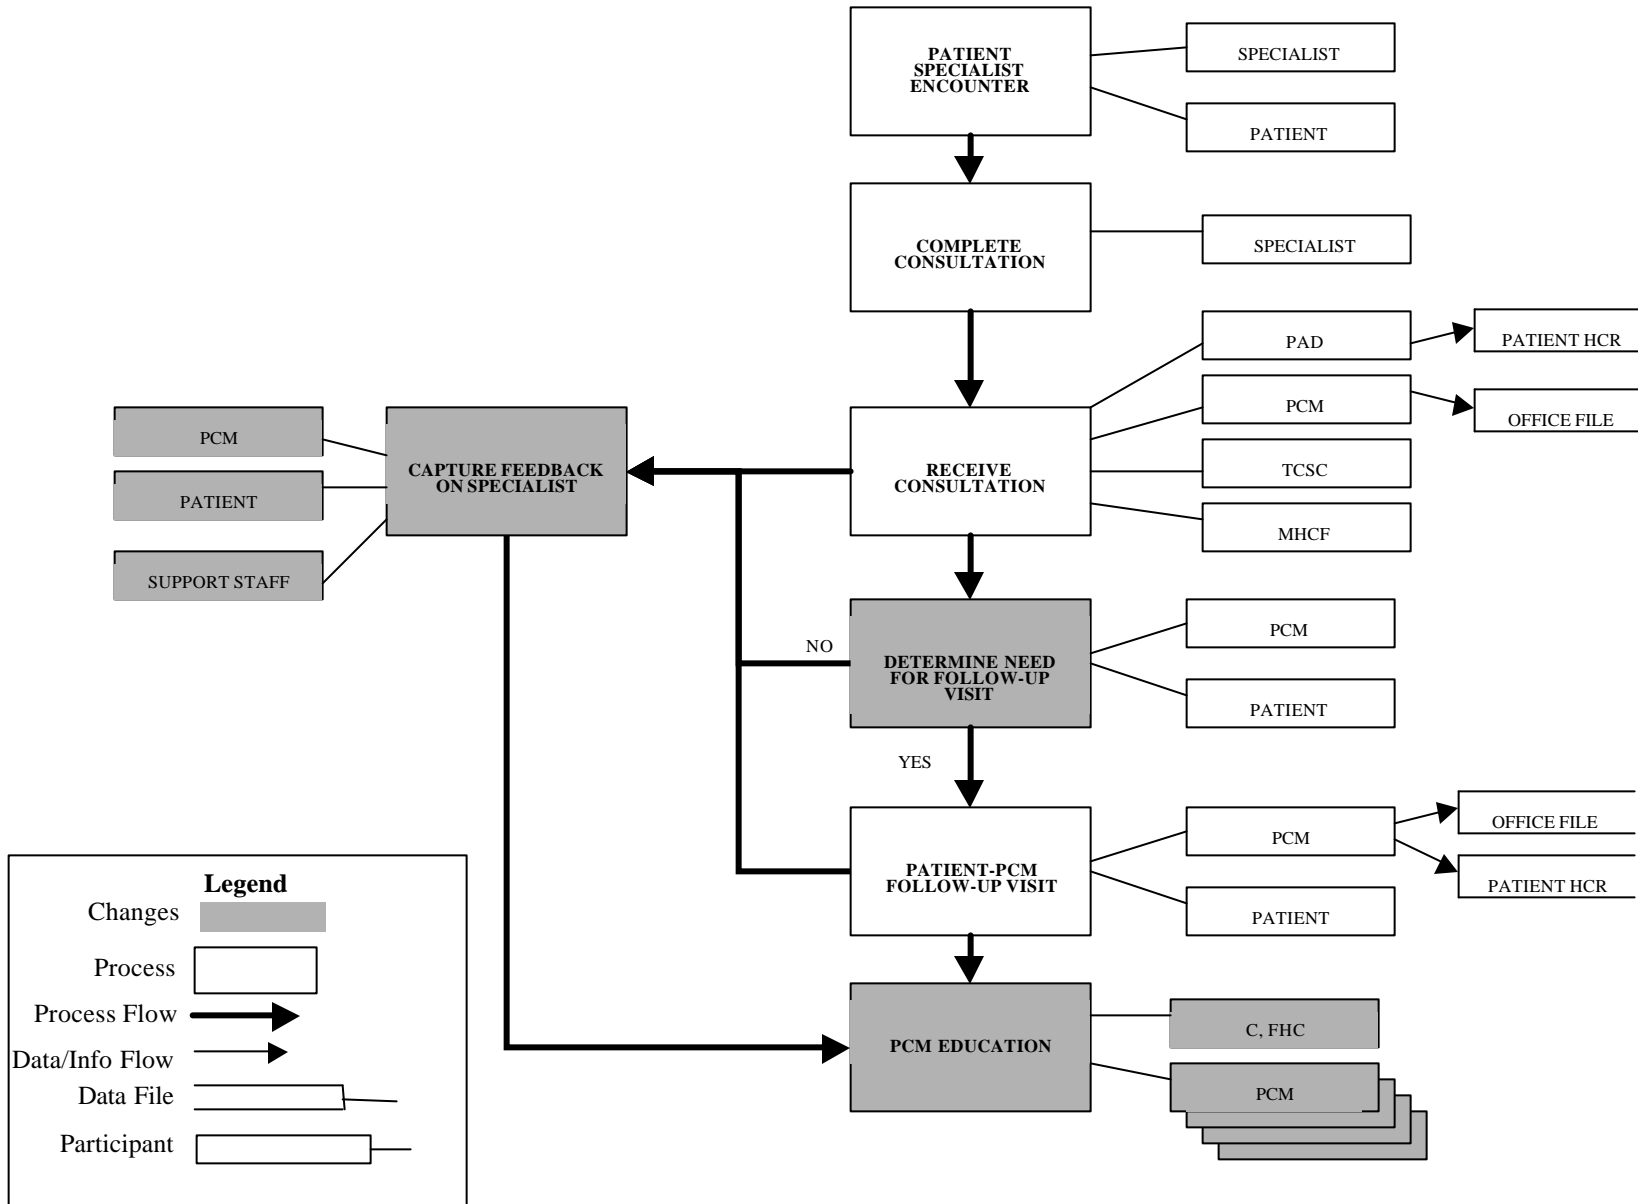 PATIENT
SPECIALIST
ENCOUNTER
SPECIALIST
PATIENT
COMPLETE
CONSULTATION
SPECIALIST
RECEIVE
CONSULTATION
PAD
PATIENT HCR
PCM
OFFICE FILE
TCSC
MHCF
CAPTURE FEEDBACK
ON SPECIALIST
PCM
PATIENT
SUPPORT STAFF
NO
DETERMINE NEED
FOR FOLLOW-UP
VISIT
PCM
PATIENT
YES
PATIENT-PCM
FOLLOW-UP VISIT
PCM
OFFICE FILE
PATIENT HCR
PATIENT
PCM EDUCATION
C, FHC
PCM
Legend
Changes
Process
Process Flow
Data/Info Flow
Data File
Participant